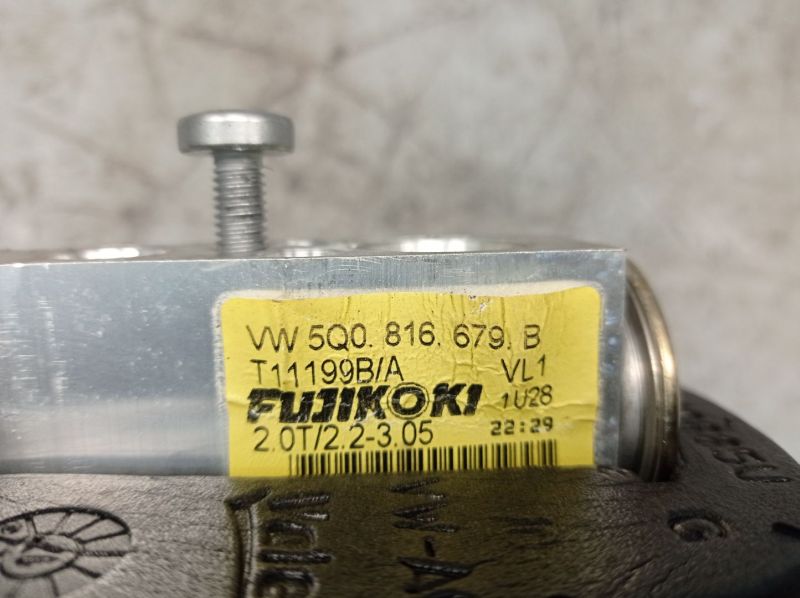 VW 5Q0. 816. 679. B
T11199B/A VL1
FUJIKOKI 1U28
2.0T/2.2-3.05 22:29